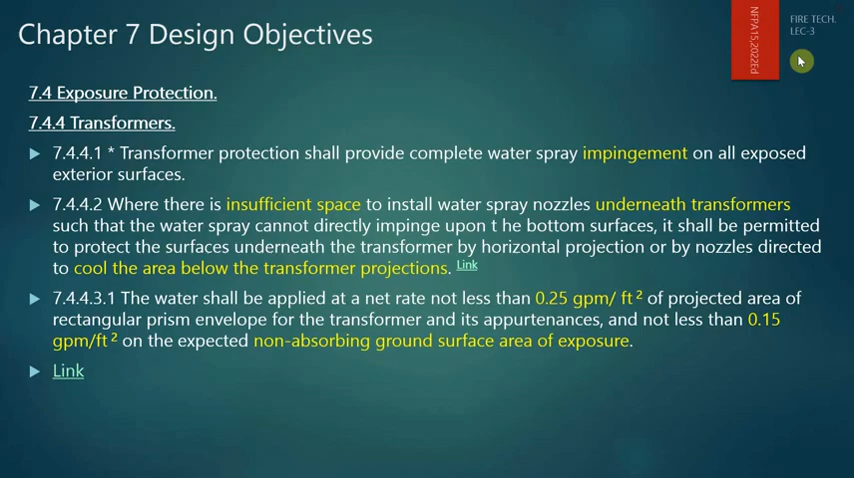 Chapter 7 Design Objectives
NFPA15,2022Ed
FIRE TECH.
LEC-3
7.4 Exposure Protection.
7.4.4 Transformers.
7.4.4.1 * Transformer protection shall provide complete water spray impingement on all exposed
exterior surfaces.
7.4.4.2 Where there is insufficient space to install water spray nozzles underneath transformers
such that the water spray cannot directly impinge upon t he bottom surfaces, it shall be permitted
to protect the surfaces underneath the transformer by horizontal projection or by nozzles directed
to cool the area below the transformer projections. Link
7.4.4.3.1 The water shall be applied at a net rate not less than 0.25 gpm/ ft ² of projected area of
rectangular prism envelope for the transformer and its appurtenances, and not less than 0.15
gpm/ft ² on the expected non-absorbing ground surface area of exposure.
Link